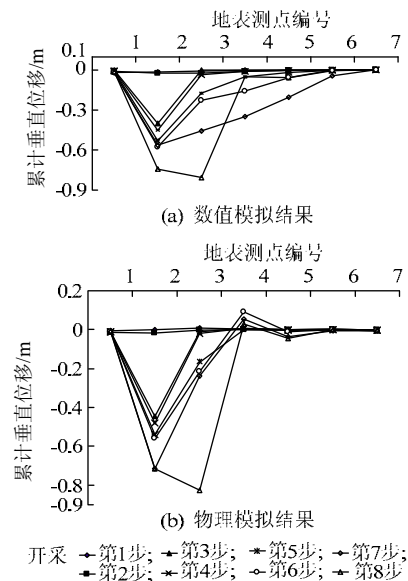 地表测点编号
1 2 3 4 5 6 7
0.1
0
-0.3
-0.6
-0.9
累计垂直位移/m
(a) 数值模拟结果
地表测点编号
1 2 3 4 5 6 7
0.2
0
-0.2
-0.4
-0.6
-0.8
-0.9
累计垂直位移/m
(b) 物理模拟结果
开采 第1步; 第3步; 第5步; 第7步;
第2步; 第4步; 第6步; 第8步